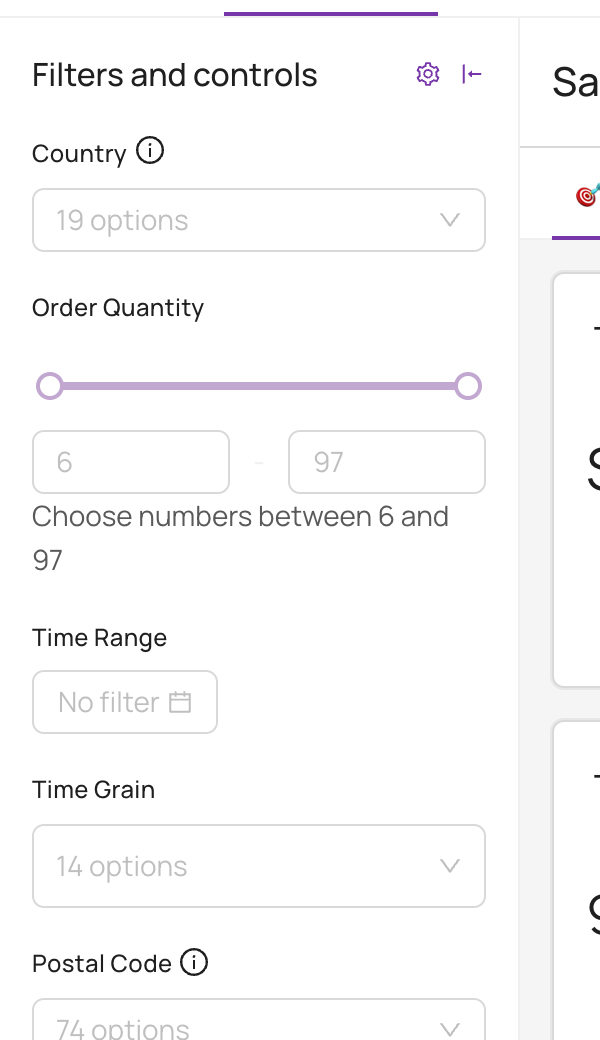 Filters and controls
Country
19 options
Order Quantity
6 - 97
Choose numbers between 6 and
97
Time Range
No filter
Time Grain
14 options
Postal Code
74 options
Sa